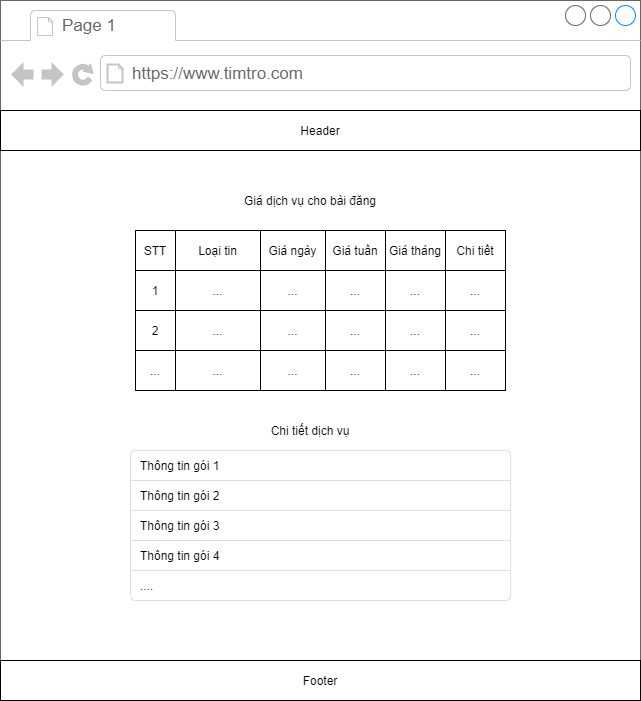 Page 1
https://www.timtro.com
Header
Giá dịch vụ cho bài đăng
STT Loại tin Giá ngày Giá tuần Giá tháng Chi tiết
1 ... ... ... ... ...
2 ... ... ... ... ...
... ... ... ... ... ...
Chi tiết dịch vụ
Thông tin gói 1
Thông tin gói 2
Thông tin gói 3
Thông tin gói 4
....
Footer